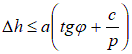 Δh ≤ a(tgφ + c/p)